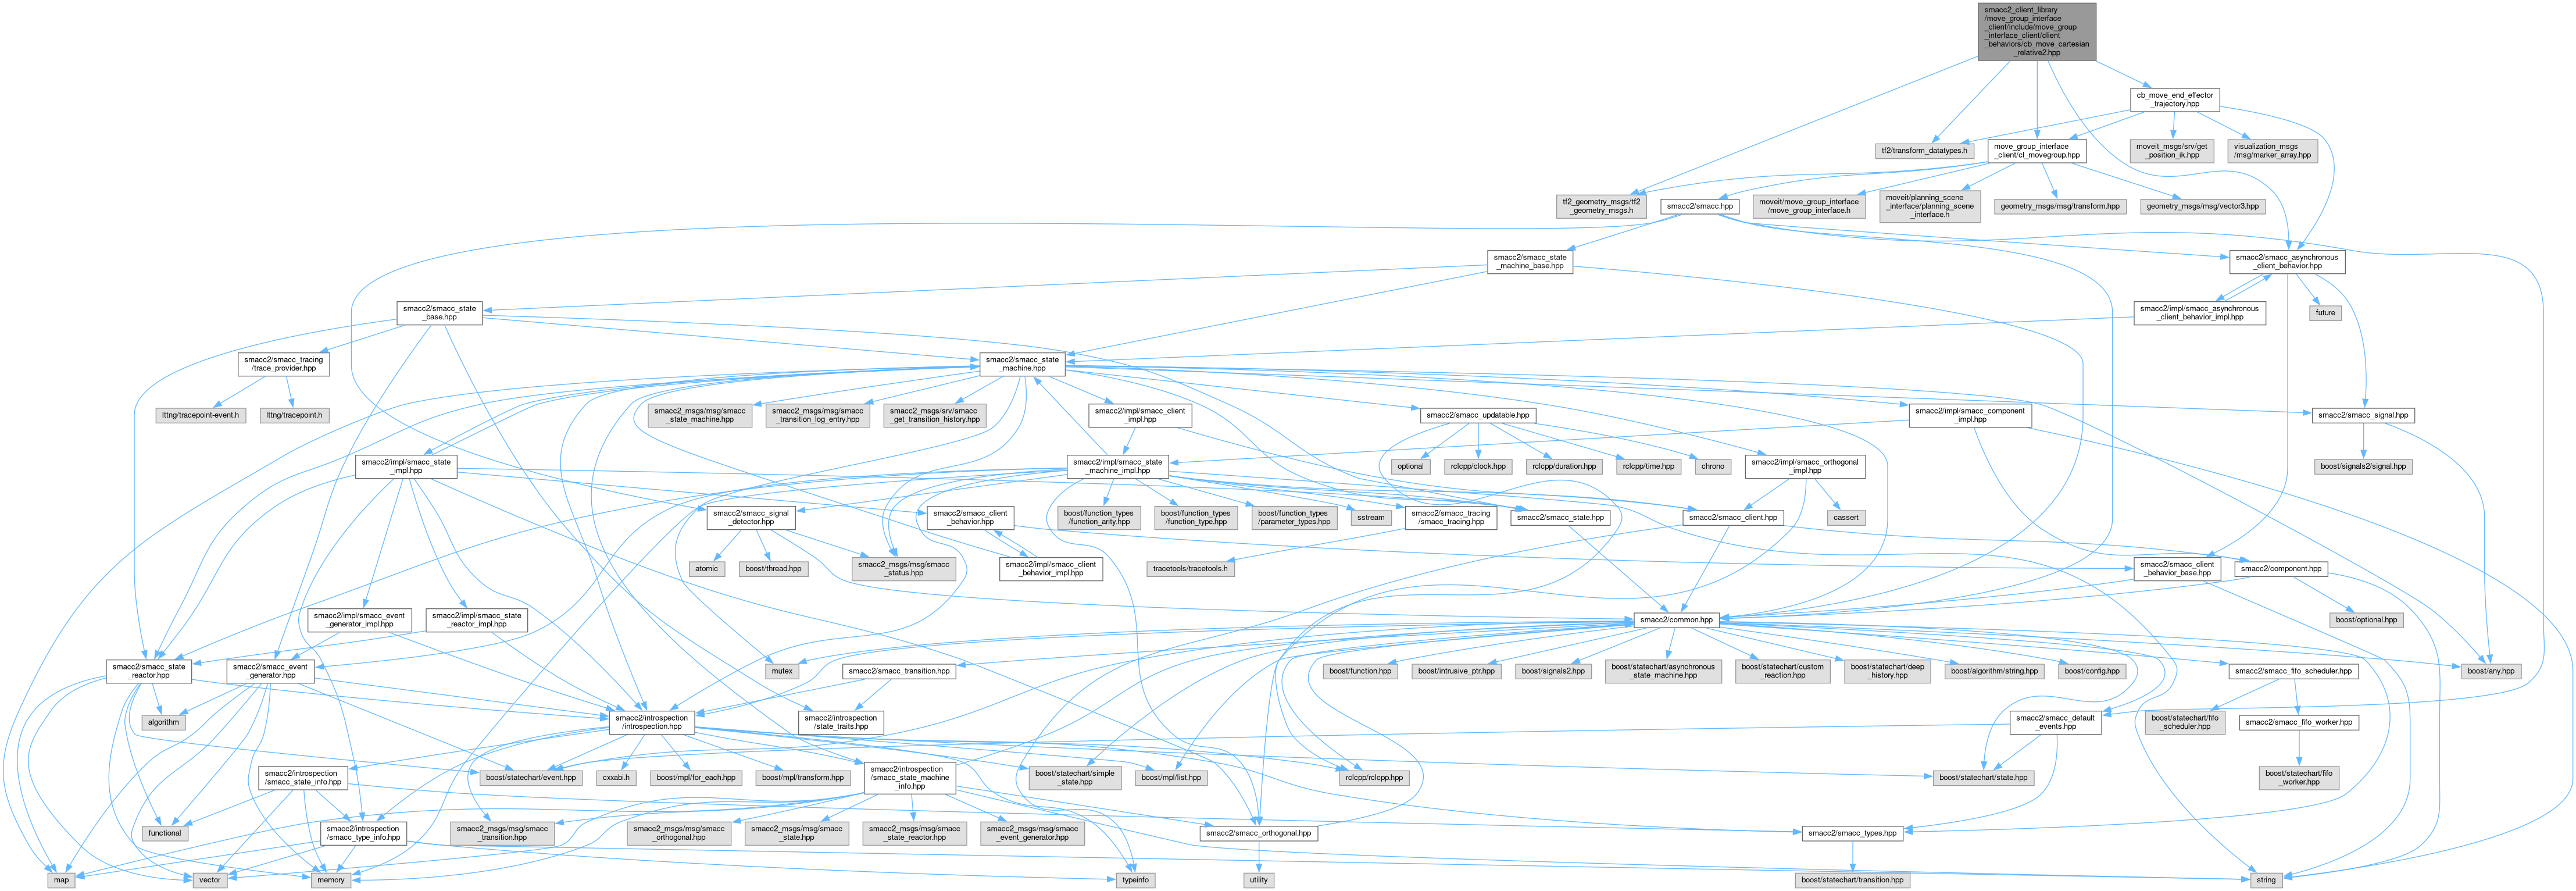 smacc2_client_library
/move_group_interface
_client/include/move_group
_interface_client/client
_behaviors/cb_move_cartesian
_relative2.hpp
cb_move_end_effector
_trajectory.hpp
tf2/transform_datatypes.h
move_group_interface
_client/cl_movegroup.hpp
moveit_msgs/srv/get
_position_ik.hpp
visualization_msgs
/msg/marker_array.hpp
tf2_geometry_msgs/tf2
_geometry_msgs.h
smacc2/smacc.hpp
moveit/move_group_interface
/move_group_interface.h
moveit/planning_scene
_interface/planning_scene
_interface.h
geometry_msgs/msg/transform.hpp
geometry_msgs/msg/vector3.hpp
smacc2/smacc_state
_machine_base.hpp
smacc2/smacc_asynchronous
_client_behavior.hpp
smacc2/smacc_state
_base.hpp
smacc2/impl/smacc_asynchronous
_client_behavior_impl.hpp
future
smacc2/smacc_tracing
/trace_provider.hpp
smacc2/smacc_state
_machine.hpp
lttng/tracepoint-event.h
lttng/tracepoint.h
smacc2_msgs/msg/smacc
_state_machine.hpp
smacc2_msgs/msg/smacc
_transition_log_entry.hpp
smacc2_msgs/srv/smacc
_get_transition_history.hpp
smacc2/impl/smacc_client
_impl.hpp
smacc2/smacc_updatable.hpp
smacc2/impl/smacc_component
_impl.hpp
smacc2/smacc_signal.hpp
smacc2/impl/smacc_state
_impl.hpp
smacc2/impl/smacc_state
_machine_impl.hpp
optional
rclcpp/clock.hpp
rclcpp/duration.hpp
rclcpp/time.hpp
chrono
smacc2/impl/smacc_orthogonal
_impl.hpp
boost/signals2/signal.hpp
smacc2/smacc_signal
_detector.hpp
smacc2/smacc_client
_behavior.hpp
boost/function_types
/function_arity.hpp
boost/function_types
/function_type.hpp
boost/function_types
/parameter_types.hpp
sstream
smacc2/smacc_tracing
/smacc_tracing.hpp
smacc2/smacc_state.hpp
smacc2/smacc_client.hpp
cassert
atomic
boost/thread.hpp
smacc2_msgs/msg/smacc
_status.hpp
smacc2/impl/smacc_client
_behavior_impl.hpp
tracetools/tracetools.h
smacc2/smacc_client
_behavior_base.hpp
smacc2/component.hpp
smacc2/impl/smacc_event
_generator_impl.hpp
smacc2/impl/smacc_state
_reactor_impl.hpp
smacc2/common.hpp
boost/optional.hpp
smacc2/smacc_state
_reactor.hpp
smacc2/smacc_event
_generator.hpp
mutex
smacc2/smacc_transition.hpp
boost/function.hpp
boost/intrusive_ptr.hpp
boost/signals2.hpp
boost/statechart/asynchronous
_state_machine.hpp
boost/statechart/custom
_reaction.hpp
boost/statechart/deep
_history.hpp
boost/algorithm/string.hpp
boost/config.hpp
smacc2/smacc_fifo_scheduler.hpp
boost/any.hpp
algorithm
smacc2/introspection
/introspection.hpp
smacc2/introspection
/state_traits.hpp
smacc2/smacc_default
_events.hpp
boost/statechart/fifo
_scheduler.hpp
smacc2/smacc_fifo_worker.hpp
smacc2/introspection
/smacc_state_info.hpp
boost/statechart/event.hpp
cxxabi.h
boost/mpl/for_each.hpp
boost/mpl/transform.hpp
smacc2/introspection
/smacc_state_machine
_info.hpp
boost/statechart/simple
_state.hpp
boost/mpl/list.hpp
rclcpp/rclcpp.hpp
boost/statechart/state.hpp
boost/statechart/fifo
_worker.hpp
functional
smacc2/introspection
/smacc_type_info.hpp
smacc2_msgs/msg/smacc
_transition.hpp
smacc2_msgs/msg/smacc
_orthogonal.hpp
smacc2_msgs/msg/smacc
_state.hpp
smacc2_msgs/msg/smacc
_state_reactor.hpp
smacc2_msgs/msg/smacc
_event_generator.hpp
smacc2/smacc_orthogonal.hpp
smacc2/smacc_types.hpp
map
vector
memory
typeinfo
utility
boost/statechart/transition.hpp
string